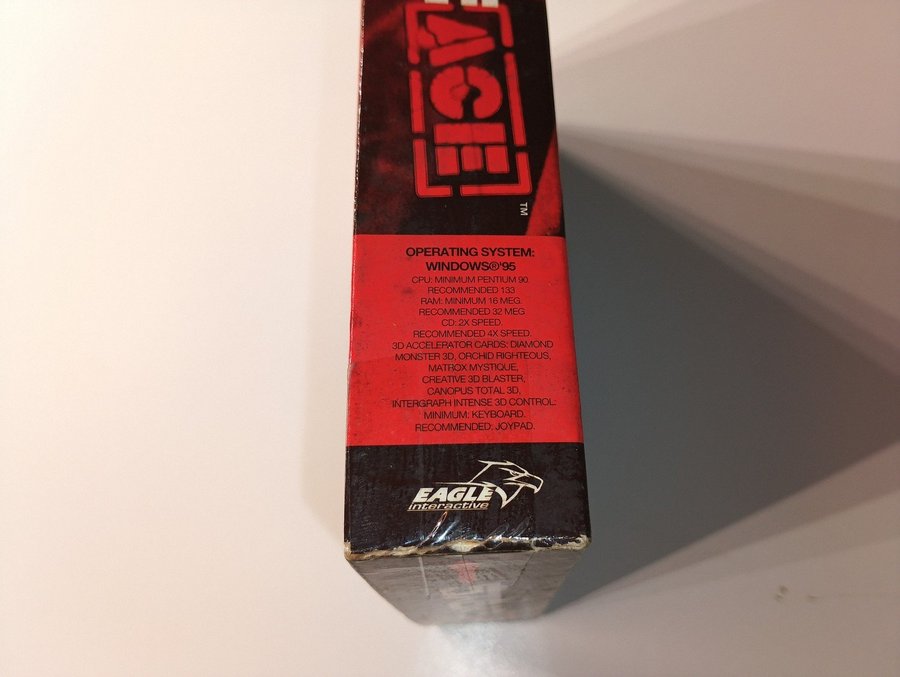 ACE
™
OPERATING SYSTEM:
WINDOWS®'95
CPU: MINIMUM PENTIUM 90
RECOMMENDED 133
RAM: MINIMUM 16 MEG.
RECOMMENDED 32 MEG
CD: 2X SPEED.
RECOMMENDED 4X SPEED.
3D ACCELERATOR CARDS: DIAMOND
MONSTER 3D, ORCHID RIGHTEOUS,
MATROX MYSTIQUE,
CREATIVE 3D BLASTER,
CANOPUS TOTAL 3D,
INTERGRAPH INTENSE 3D CONTROL:
MINIMUM: KEYBOARD.
RECOMMENDED: JOYPAD.
EAGLE
interactive